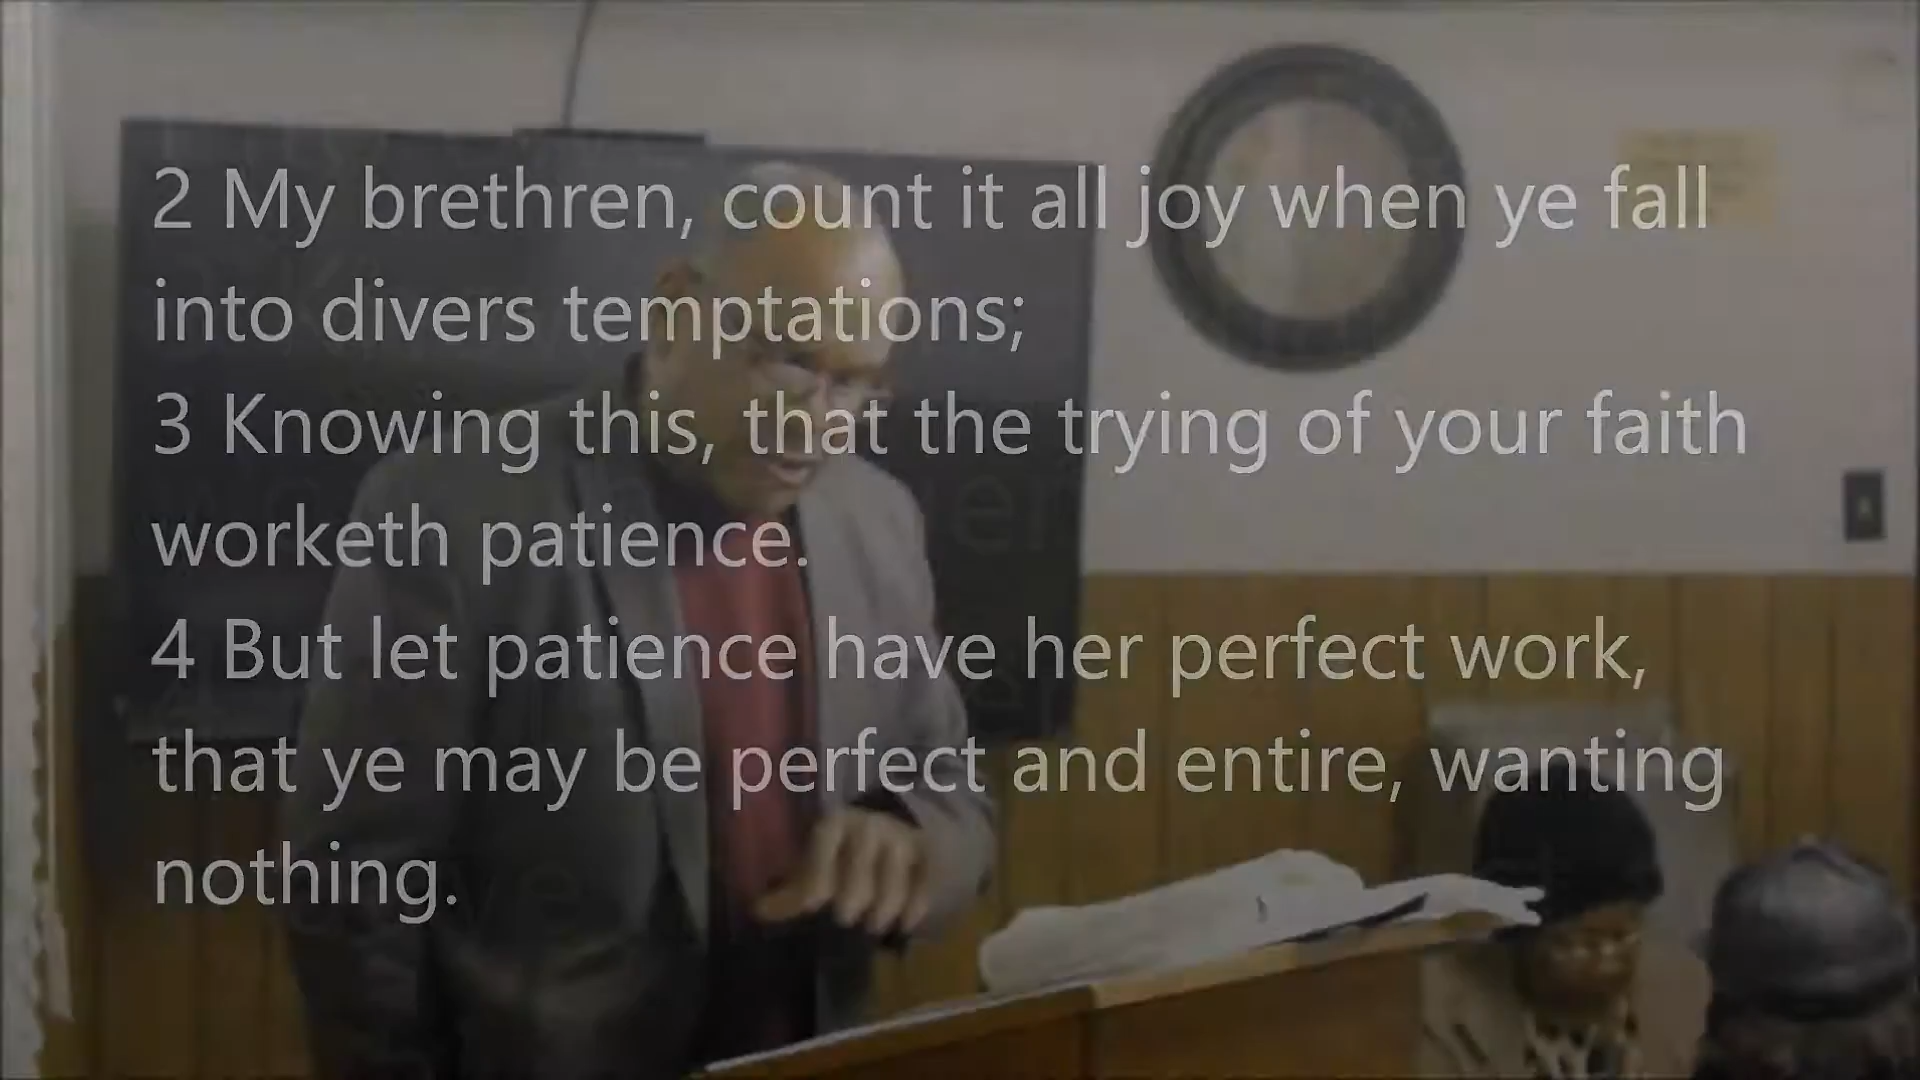 2 My brethren, count it all joy when ye fall
into divers temptations;
3 Knowing this, that the trying of your faith
worketh patience.
4 But let patience have her perfect work,
that ye may be perfect and entire, wanting
nothing.